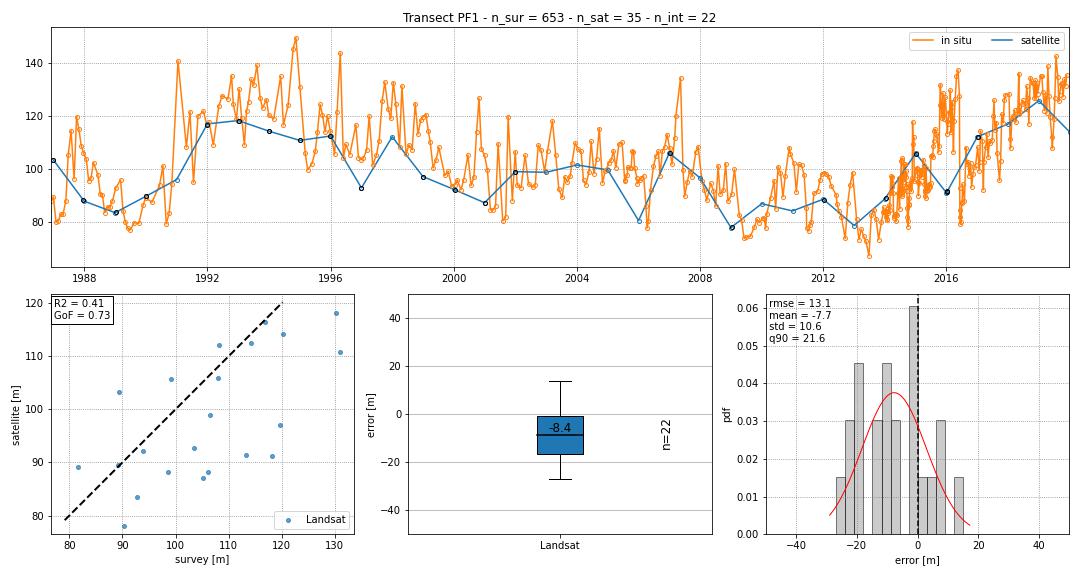 Transect PF1 - n_sur = 653 - n_sat = 35 - n_int = 22
in situ
satellite
140
120
100
80
1988
1992
1996
2000
2004
2008
2012
2016
R2 = 0.41
GoF = 0.73
120
110
100
90
80
satellite [m]
80
90
100
110
120
130
survey [m]
Landsat
40
20
0
−20
−40
error [m]
-8.4
n=22
Landsat
rmse = 13.1
mean = -7.7
std = 10.6
q90 = 21.6
0.06
0.05
0.04
0.03
0.02
0.01
0.00
pdf
−40
−20
0
20
40
error [m]